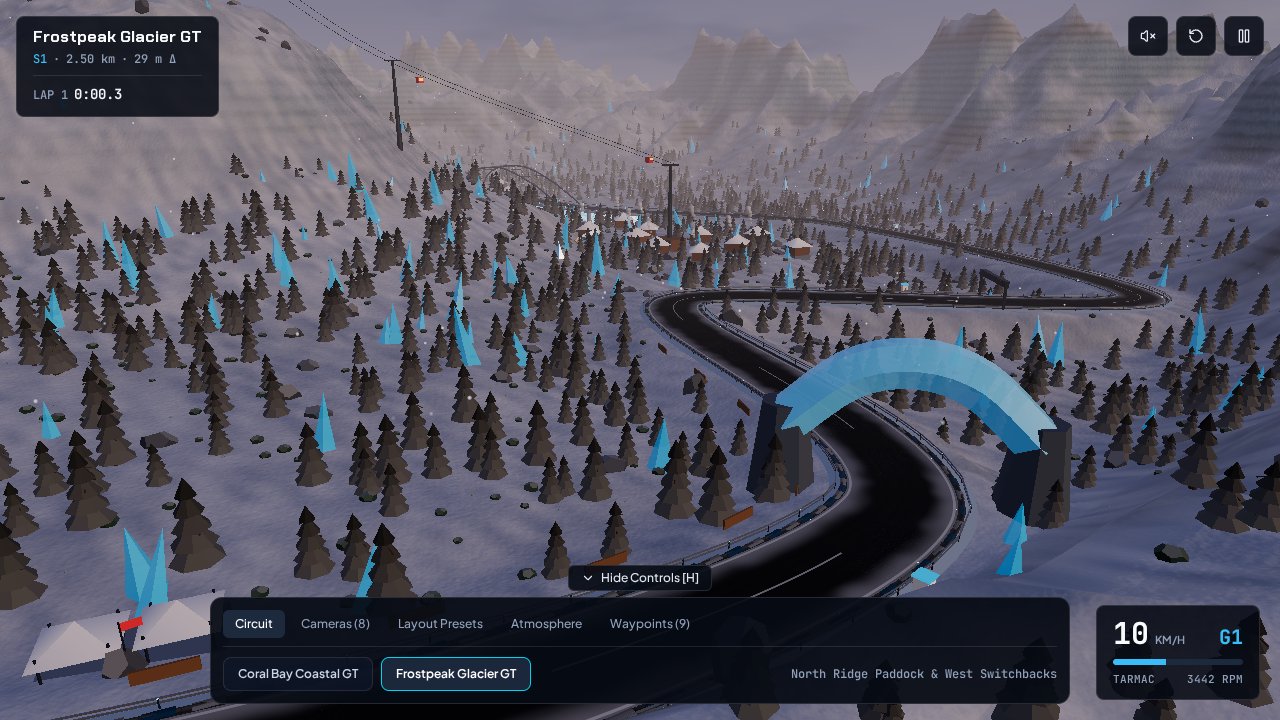 Frostpeak Glacier GT
S1 · 2.50 km · 29 m Δ
LAP 1 0:00.3
Hide Controls [H]
Circuit
Cameras (8)
Layout Presets
Atmosphere
Waypoints (9)
Coral Bay Coastal GT
Frostpeak Glacier GT
North Ridge Paddock & West Switchbacks
10 KM/H G1
TARMAC 3442 RPM